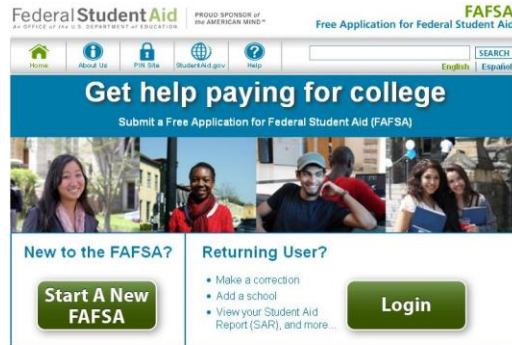 Federal Student Aid
An OFFICE of the U.S. DEPARTMENT of EDUCATION
PROUD SPONSOR of
the AMERICAN MIND™
FAFSA
Free Application for Federal Student Aid
Home
About Us
PIN Site
StudentAid.gov
Help
SEARCH
English | Español
Get help paying for college
Submit a Free Application for Federal Student Aid (FAFSA)
New to the FAFSA?
Start A New
FAFSA
Returning User?
• Make a correction
• Add a school
• View your Student Aid
Report (SAR), and more...
Login